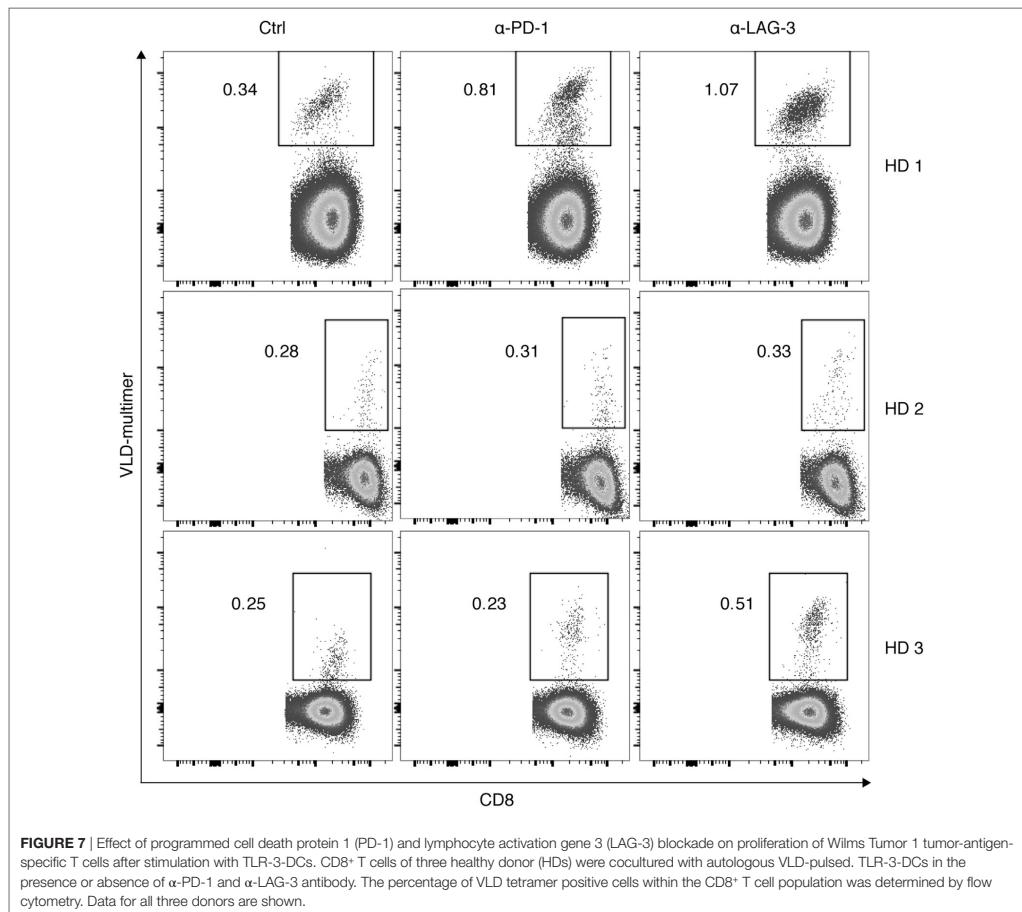 Ctrl
α-PD-1
α-LAG-3
0.34
0.81
1.07
HD 1
0.28
0.31
0.33
HD 2
VLD-multimer
0.25
0.23
0.51
HD 3
CD8
FIGURE 7 | Effect of programmed cell death protein 1 (PD-1) and lymphocyte activation gene 3 (LAG-3) blockade on proliferation of Wilms Tumor 1 tumor-antigen-
specific T cells after stimulation with TLR-3-DCs. CD8⁺ T cells of three healthy donor (HDs) were cocultured with autologous VLD-pulsed. TLR-3-DCs in the
presence or absence of α-PD-1 and α-LAG-3 antibody. The percentage of VLD tetramer positive cells within the CD8⁺ T cell population was determined by flow
cytometry. Data for all three donors are shown.